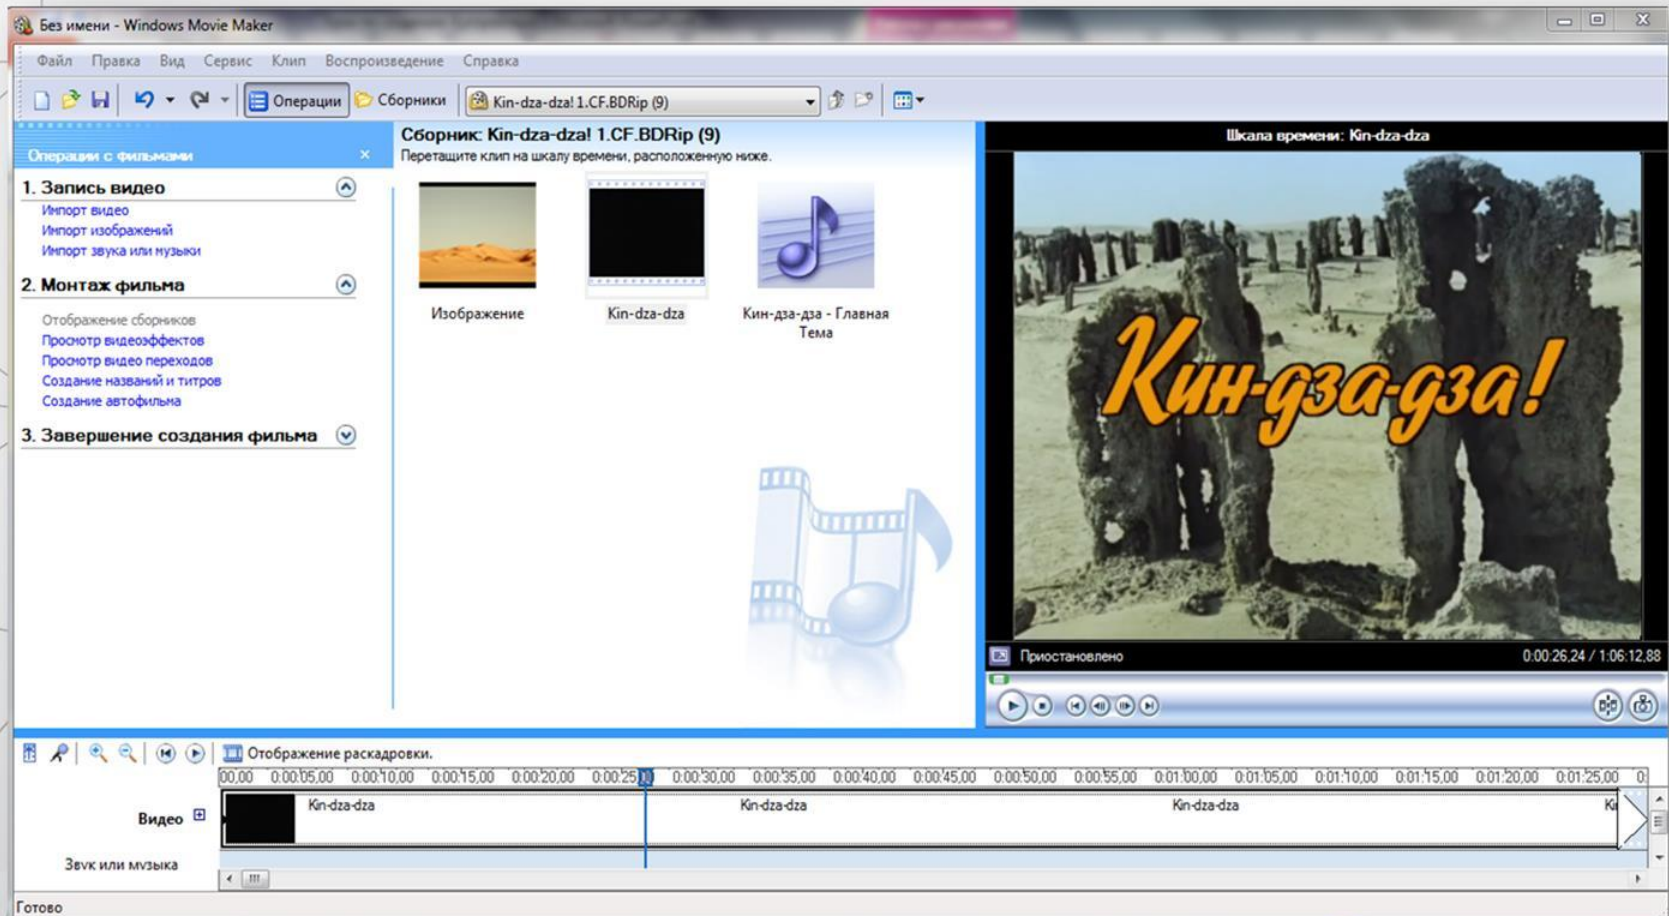 Без имени - Windows Movie Maker
Файл Правка Вид Сервис Клип Воспроизведение Справка
Операции Сборники Kin-dza-dza! 1.CF.BDRip (9)
Операции с фильмами
1. Запись видео
Импорт видео
Импорт изображений
Импорт звука или музыки
2. Монтаж фильма
Отображение сборников
Просмотр видеоэффектов
Просмотр видео переходов
Создание названий и титров
Создание автофильма
3. Завершение создания фильма
Сборник: Kin-dza-dza! 1.CF.BDRip (9)
Перетащите клип на шкалу времени, расположенную ниже.
Изображение
Kin-dza-dza
Кин-дза-дза - Главная
Тема
Шкала времени: Kin-dza-dza
Кин-дза-дза!
Приостановлено 0:00:26,24 / 1:06:12,88
Отображение раскадровки.
00,00 0:00:05,00 0:00:10,00 0:00:15,00 0:00:20,00 0:00:25 0:00:30,00 0:00:35,00 0:00:40,00 0:00:45,00 0:00:50,00 0:00:55,00 0:01:00,00 0:01:05,00 0:01:10,00 0:01:15,00 0:01:20,00 0:01:25,00 0:
Видео Kin-dza-dza Kin-dza-dza Kin-dza-dza Ki
Звук или музыка
Готово